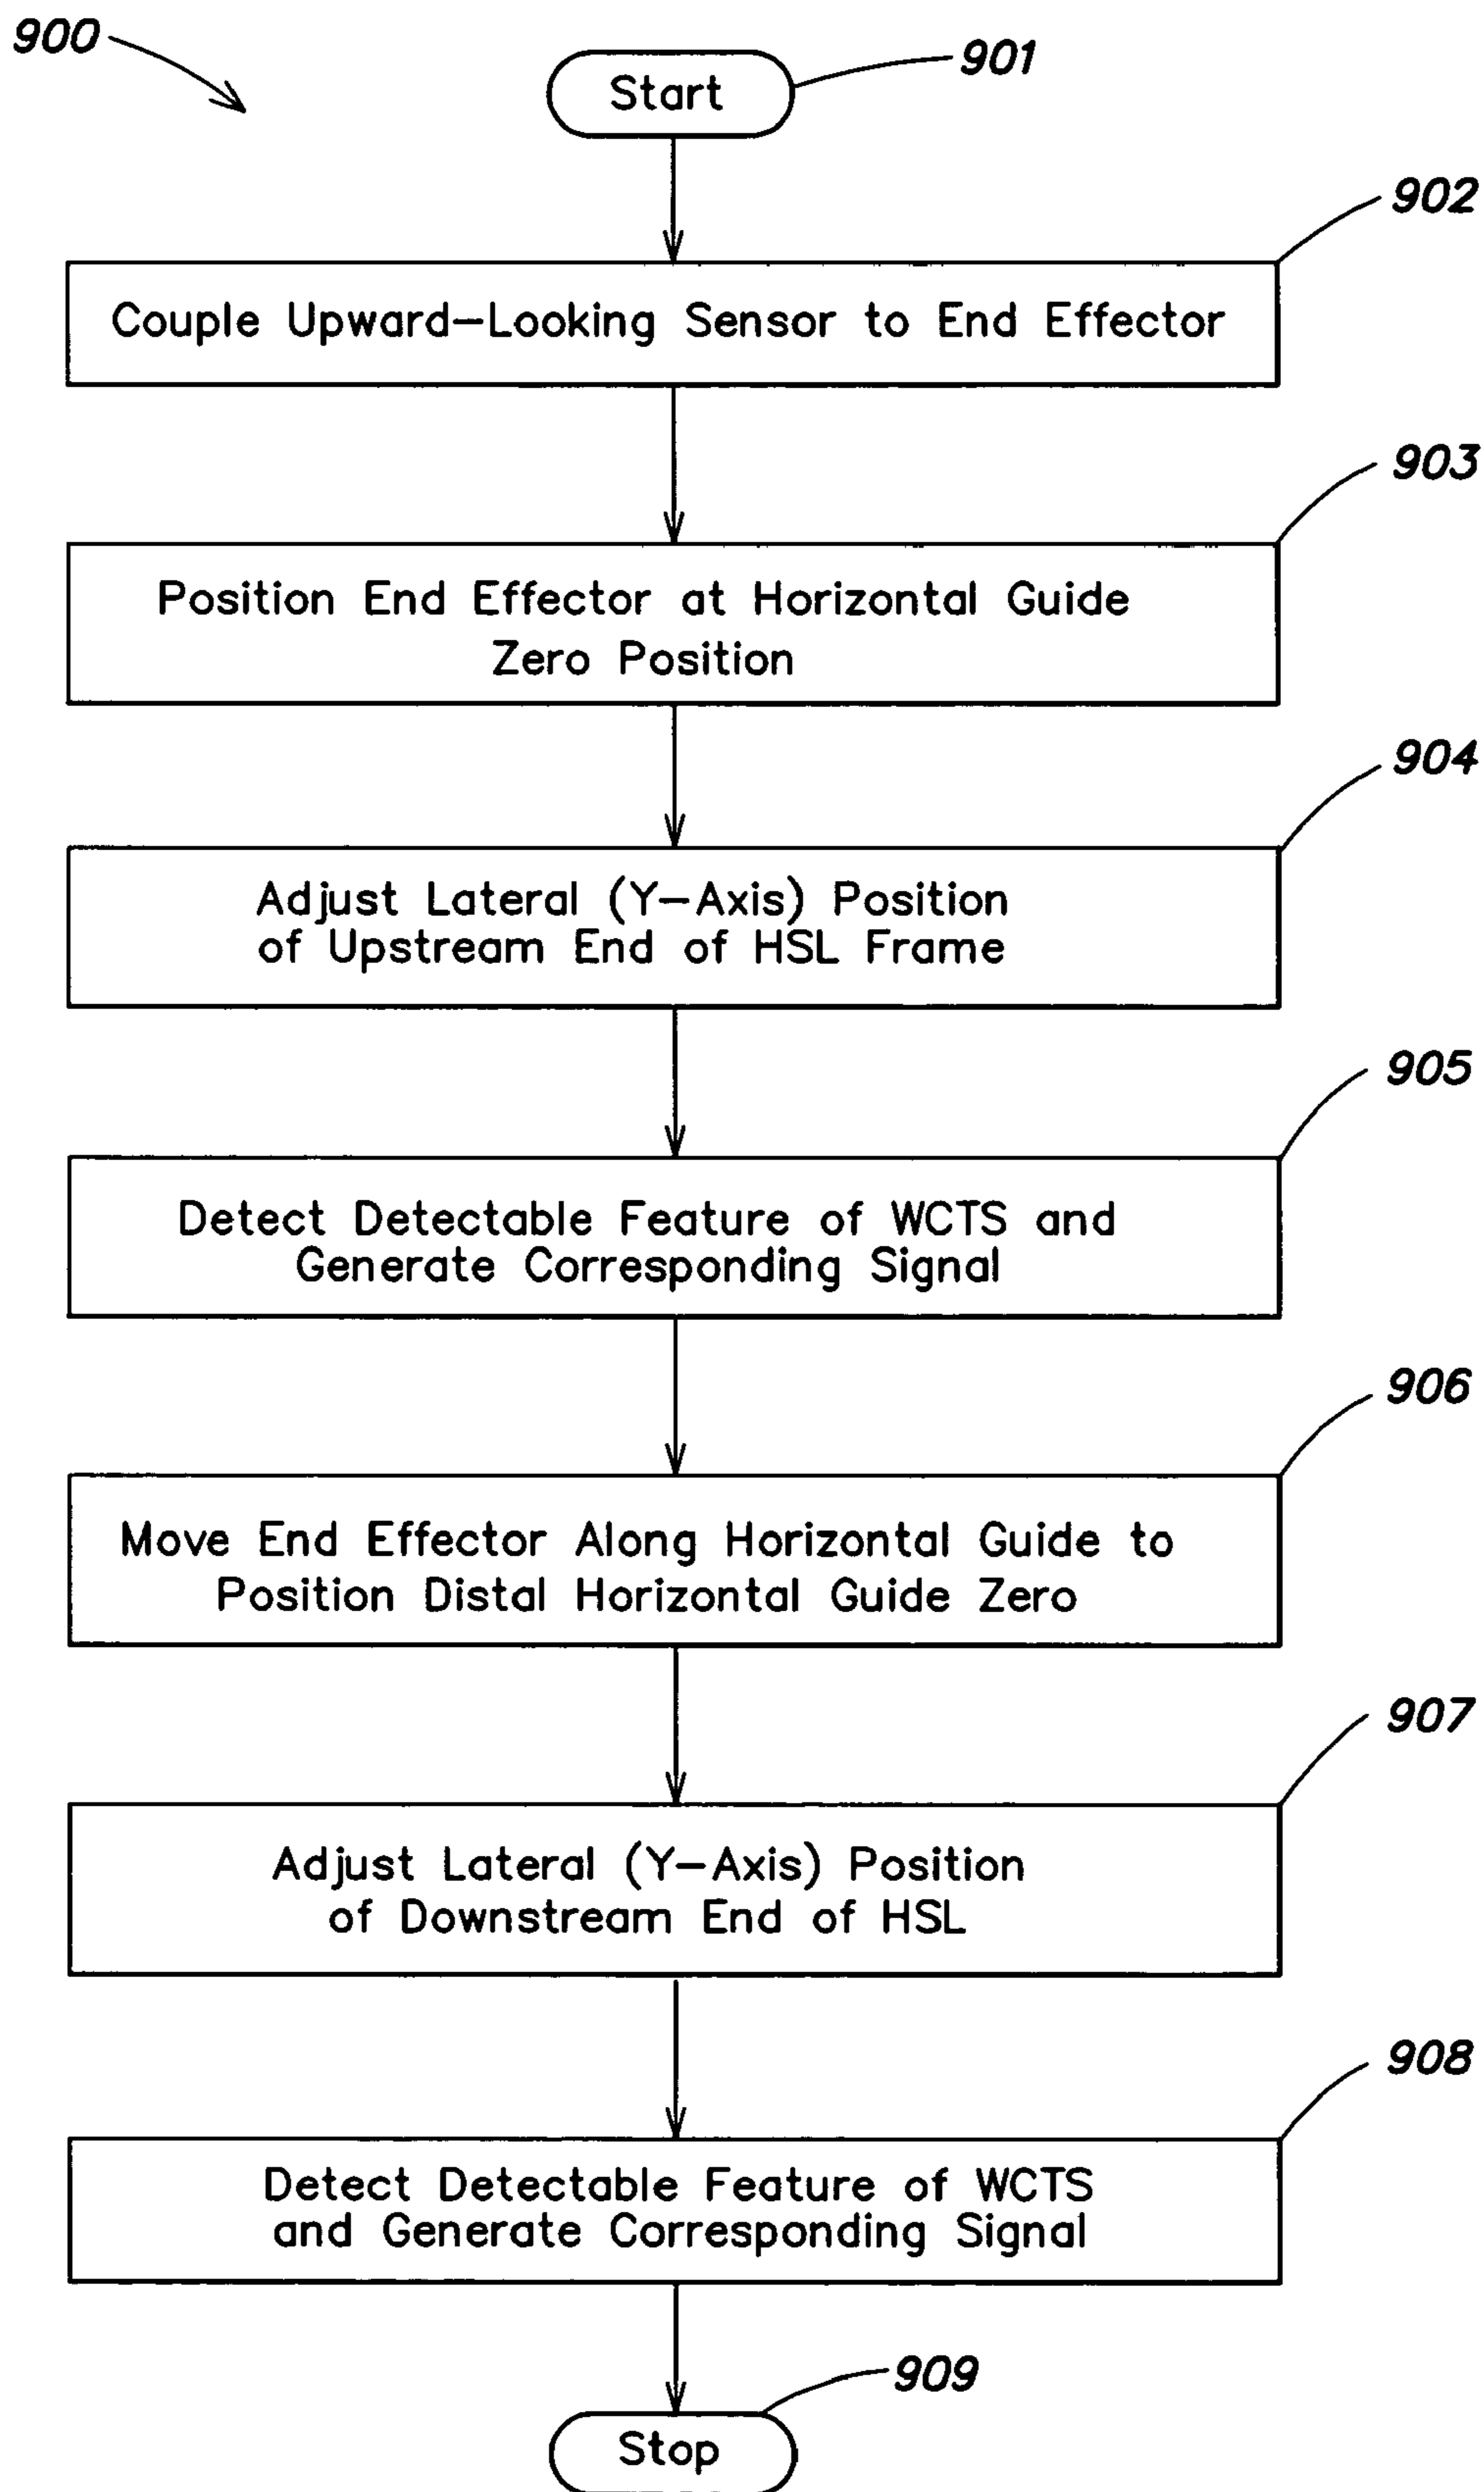 900
Start
901
902
Couple Upward-Looking Sensor to End Effector
903
Position End Effector at Horizontal Guide
Zero Position
904
Adjust Lateral (Y-Axis) Position
of Upstream End of HSL Frame
905
Detect Detectable Feature of WCTS and
Generate Corresponding Signal
906
Move End Effector Along Horizontal Guide to
Position Distal Horizontal Guide Zero
907
Adjust Lateral (Y-Axis) Position
of Downstream End of HSL
908
Detect Detectable Feature of WCTS
and Generate Corresponding Signal
909
Stop